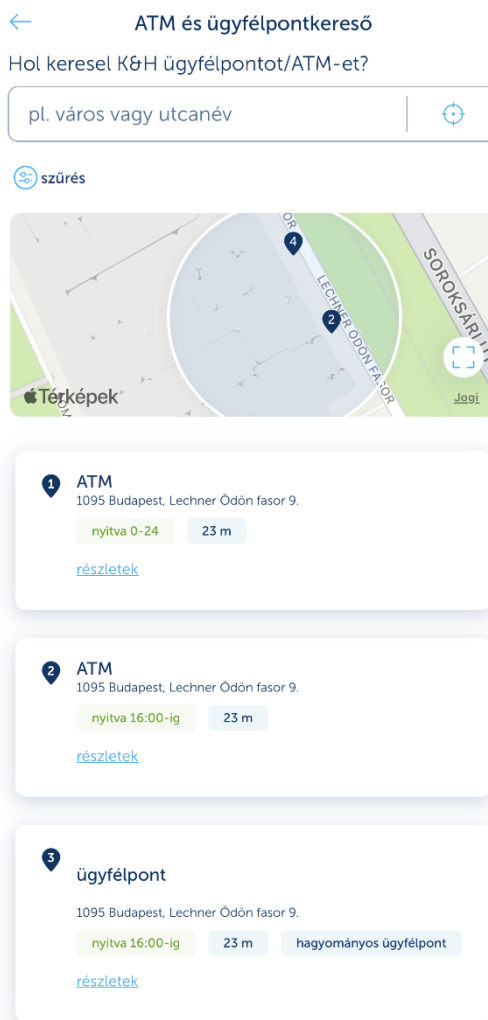 ATM és ügyfélpontkereső
Hol keresel K&H ügyfélpontot/ATM-et?
pl. város vagy utcanév
szűrés
OR
4
LECHNER ÖDÖN FASOR
2
SOROKSÁRI
Térképek
Jogi
1
ATM
1095 Budapest, Lechner Ödön fasor 9.
nyitva 0-24 23 m
részletek
2
ATM
1095 Budapest, Lechner Ödön fasor 9.
nyitva 16:00-ig 23 m
részletek
3
ügyfélpont
1095 Budapest, Lechner Ödön fasor 9.
nyitva 16:00-ig 23 m hagyományos ügyfélpont
részletek